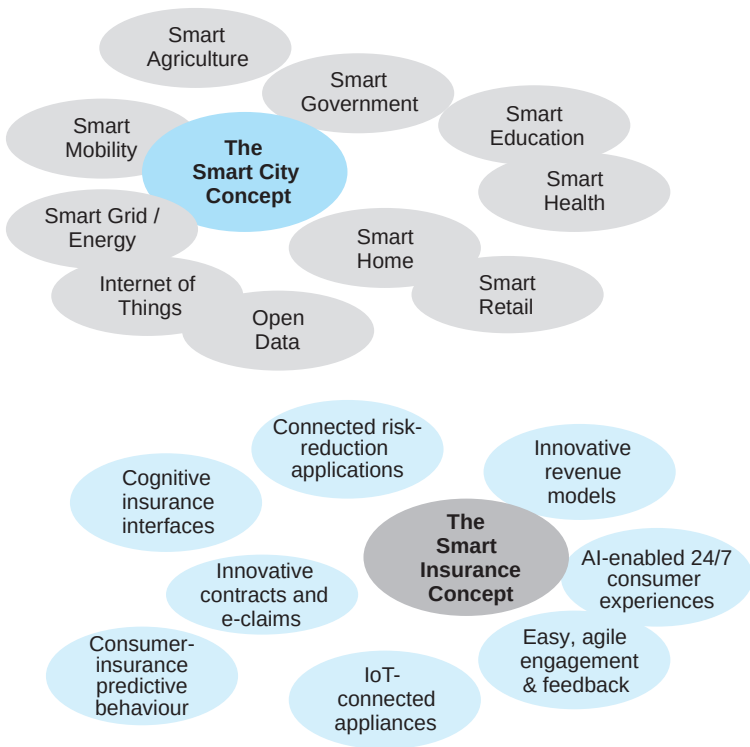 Smart
Agriculture
Smart
Government
Smart
Education
Smart
Mobility
The
Smart City
Concept
Smart
Health
Smart Grid /
Energy
Smart
Home
Internet of
Things
Smart
Retail
Open
Data
Connected risk-
reduction
applications
Innovative
revenue
models
Cognitive
insurance
interfaces
The
Smart
Insurance
Concept
AI-enabled 24/7
consumer
experiences
Innovative
contracts and
e-claims
Easy, agile
engagement
& feedback
Consumer-
insurance
predictive
behaviour
IoT-
connected
appliances